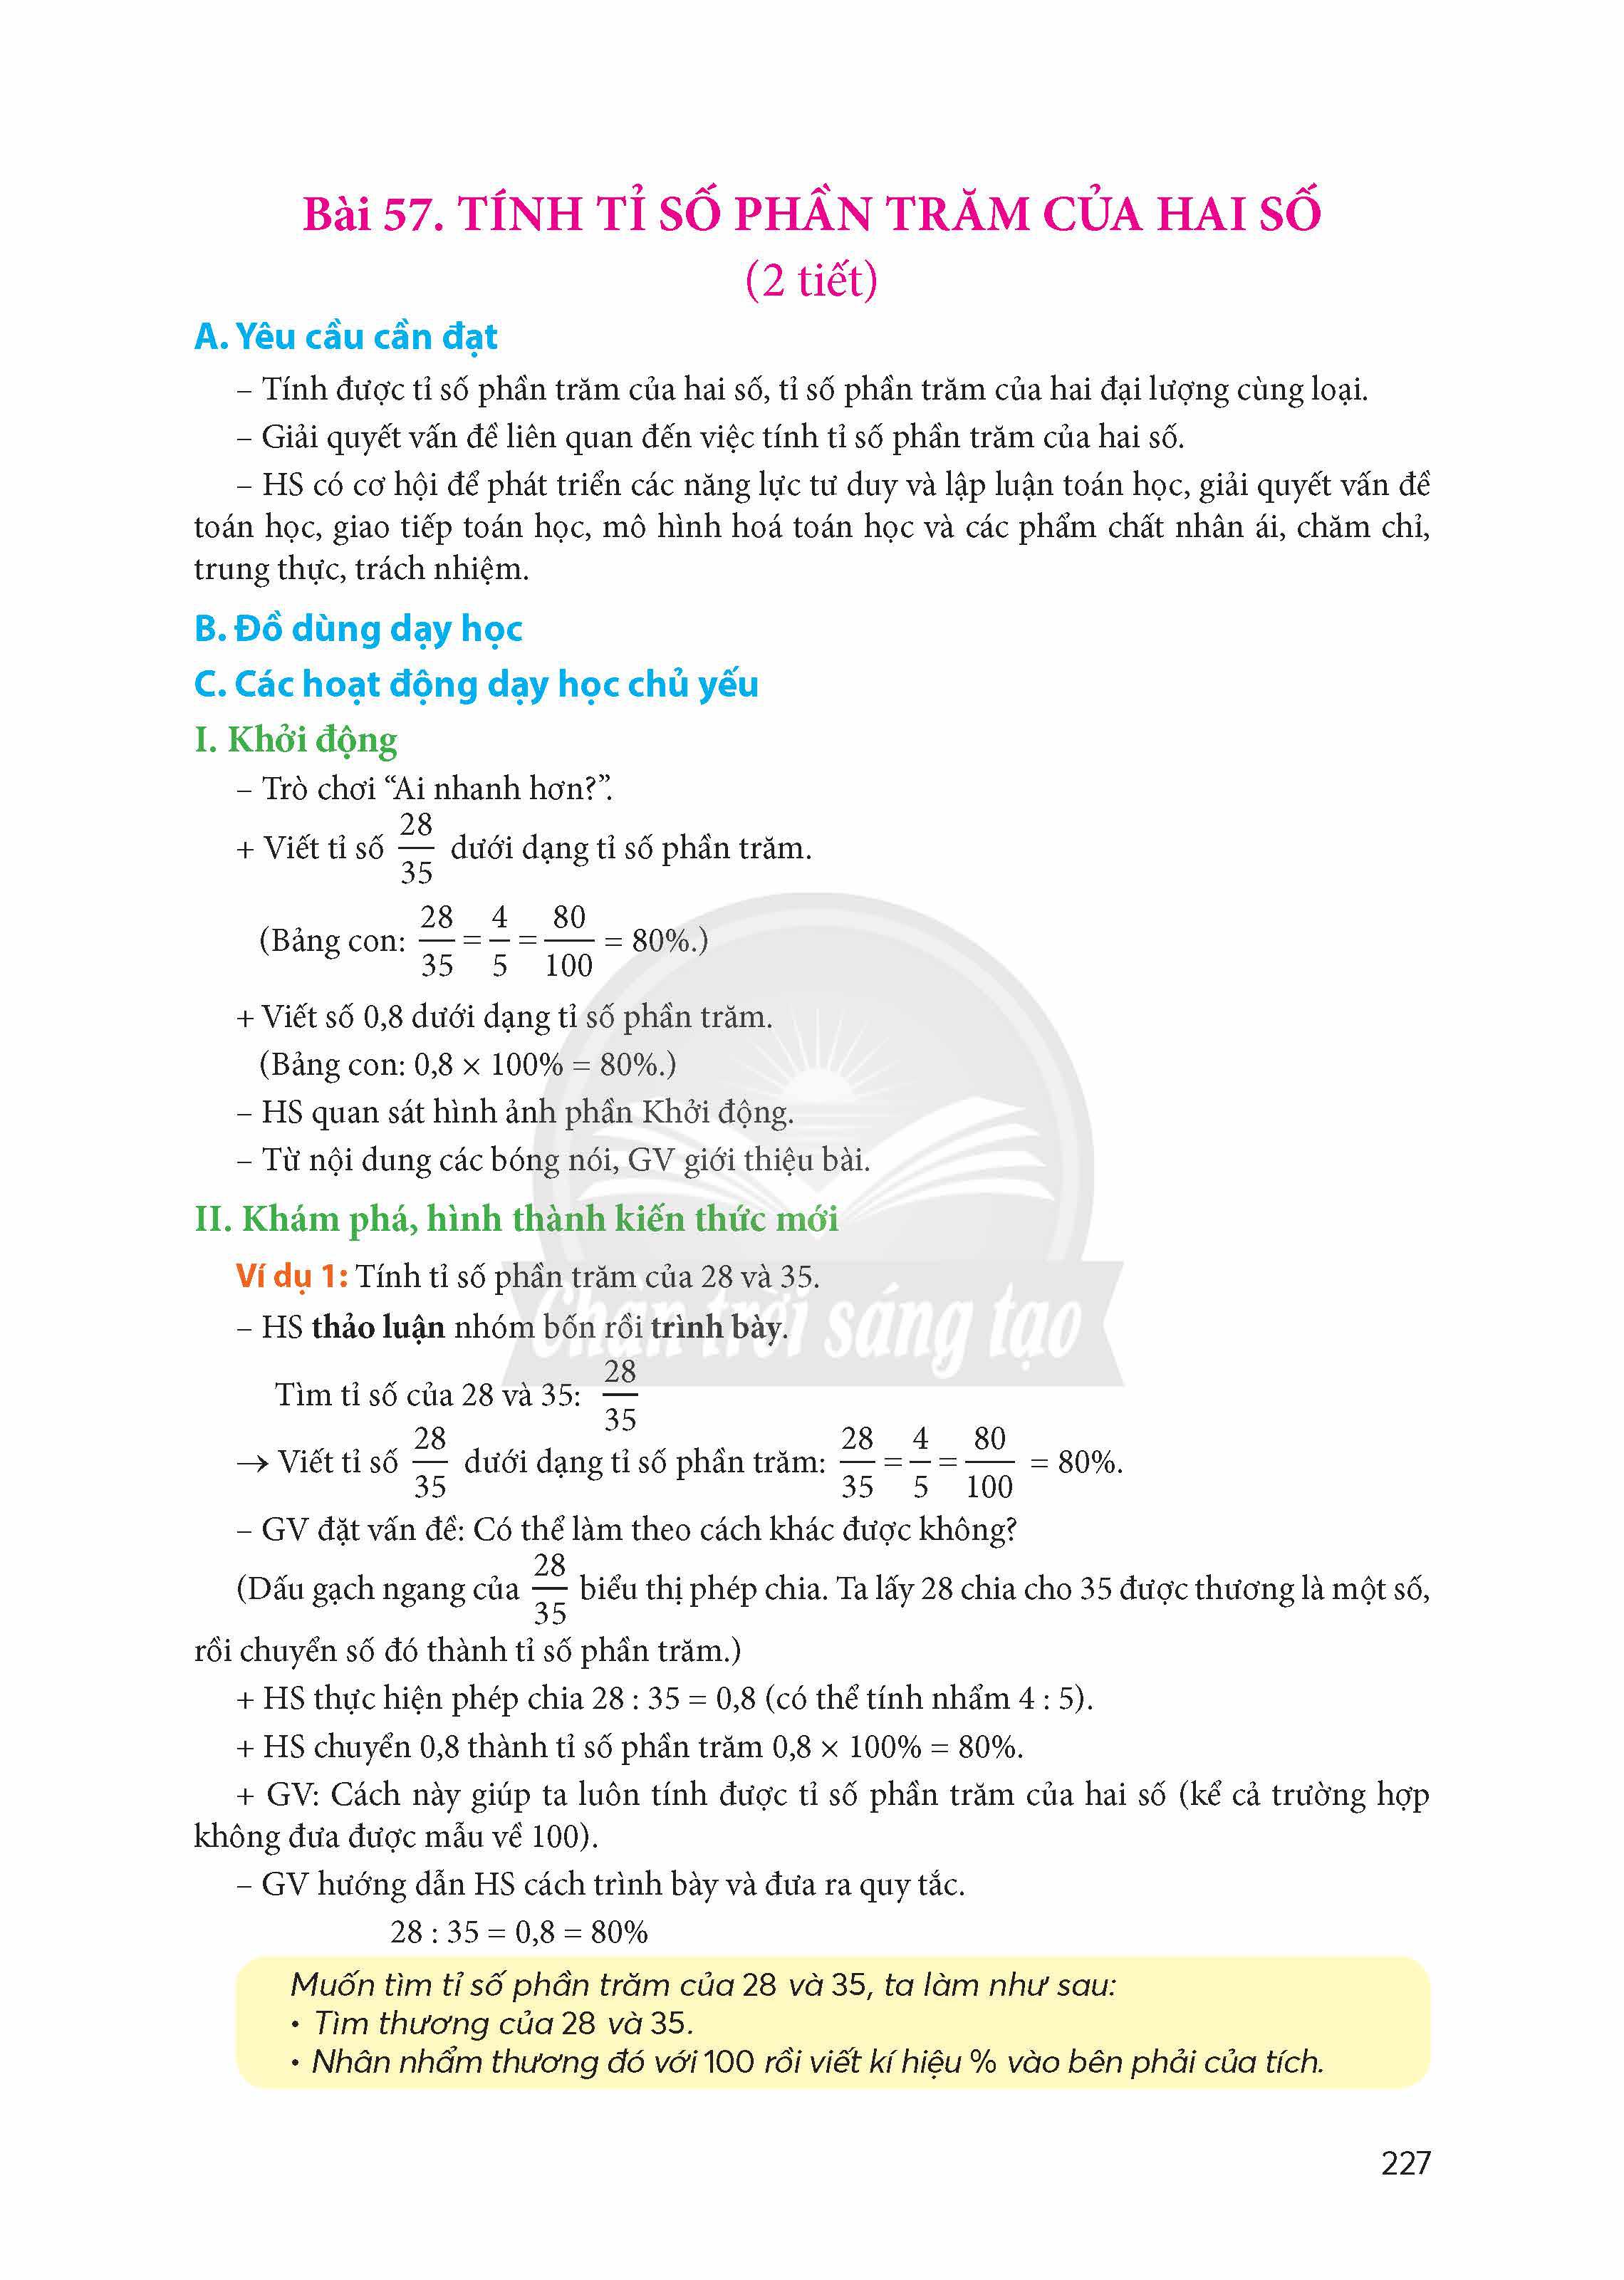 Bài 57. TÍNH TỈ SỐ PHẦN TRĂM CỦA HAI SỐ
(2 tiết)
A. Yêu cầu cần đạt
– Tính được tỉ số phần trăm của hai số, tỉ số phần trăm của hai đại lượng cùng loại.
– Giải quyết vấn đề liên quan đến việc tính tỉ số phần trăm của hai số.
– HS có cơ hội để phát triển các năng lực tư duy và lập luận toán học, giải quyết vấn đề
toán học, giao tiếp toán học, mô hình hoá toán học và các phẩm chất nhân ái, chăm chỉ,
trung thực, trách nhiệm.
B. Đồ dùng dạy học
C. Các hoạt động dạy học chủ yếu
I. Khởi động
– Trò chơi “Ai nhanh hơn?”.
+ Viết tỉ số 28/35 dưới dạng tỉ số phần trăm.
(Bảng con: 28/35 = 4/5 = 80/100 = 80%.)
+ Viết số 0,8 dưới dạng tỉ số phần trăm.
(Bảng con: 0,8 × 100% = 80%.)
– HS quan sát hình ảnh phần Khởi động.
– Từ nội dung các bóng nói, GV giới thiệu bài.
II. Khám phá, hình thành kiến thức mới
Ví dụ 1: Tính tỉ số phần trăm của 28 và 35.
– HS thảo luận nhóm bốn rồi trình bày.
Chân trời sáng tạo
Tìm tỉ số của 28 và 35: 28/35
→ Viết tỉ số 28/35 dưới dạng tỉ số phần trăm: 28/35 = 4/5 = 80/100 = 80%.
– GV đặt vấn đề: Có thể làm theo cách khác được không?
(Dấu gạch ngang của 28/35 biểu thị phép chia. Ta lấy 28 chia cho 35 được thương là một số,
rồi chuyển số đó thành tỉ số phần trăm.)
+ HS thực hiện phép chia 28 : 35 = 0,8 (có thể tính nhẩm 4 : 5).
+ HS chuyển 0,8 thành tỉ số phần trăm 0,8 × 100% = 80%.
+ GV: Cách này giúp ta luôn tính được tỉ số phần trăm của hai số (kể cả trường hợp
không đưa được mẫu về 100).
– GV hướng dẫn HS cách trình bày và đưa ra quy tắc.
28 : 35 = 0,8 = 80%
Muốn tìm tỉ số phần trăm của 28 và 35, ta làm như sau:
• Tìm thương của 28 và 35.
• Nhân nhẩm thương đó với 100 rồi viết kí hiệu % vào bên phải của tích.
227